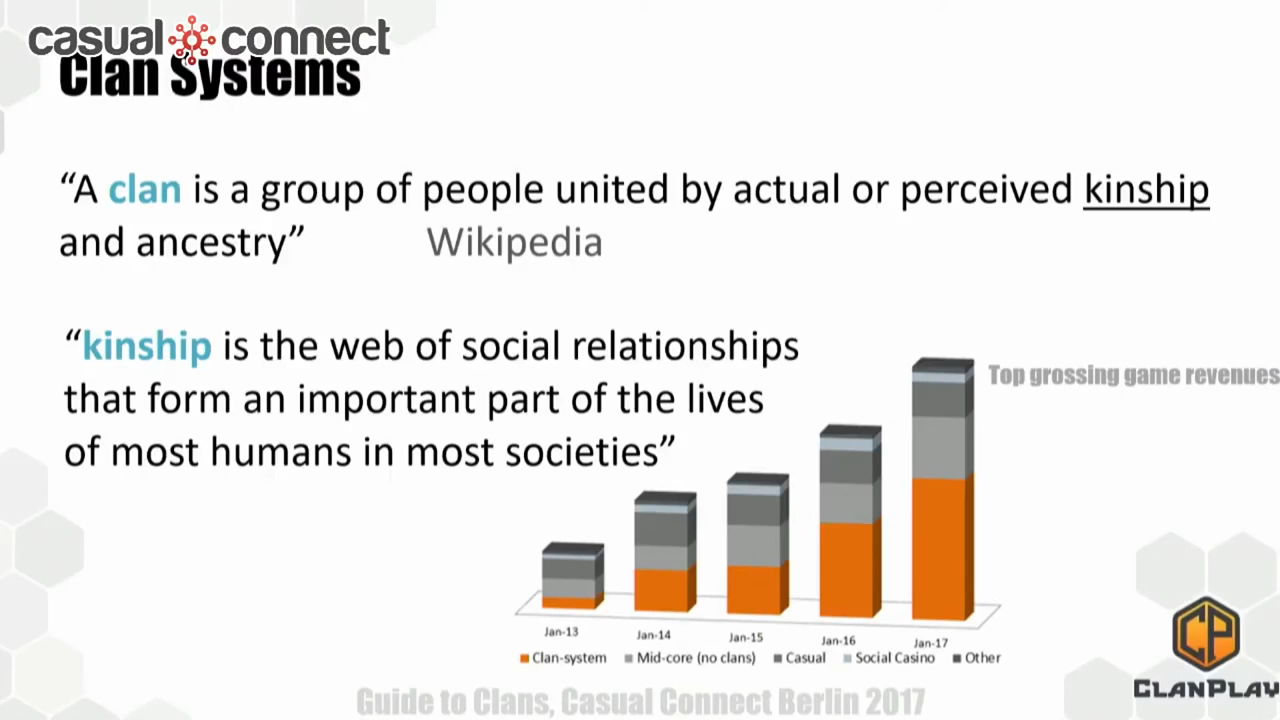 casual connect
Clan Systems
“A clan is a group of people united by actual or perceived kinship
and ancestry” Wikipedia
“kinship is the web of social relationships
that form an important part of the lives
of most humans in most societies”
Top grossing game revenues
Jan-13 Jan-14 Jan-15 Jan-16 Jan-17
Clan-system Mid-core (no clans) Casual Social Casino Other
CP
CLANPLAY
Guide to Clans, Casual Connect Berlin 2017